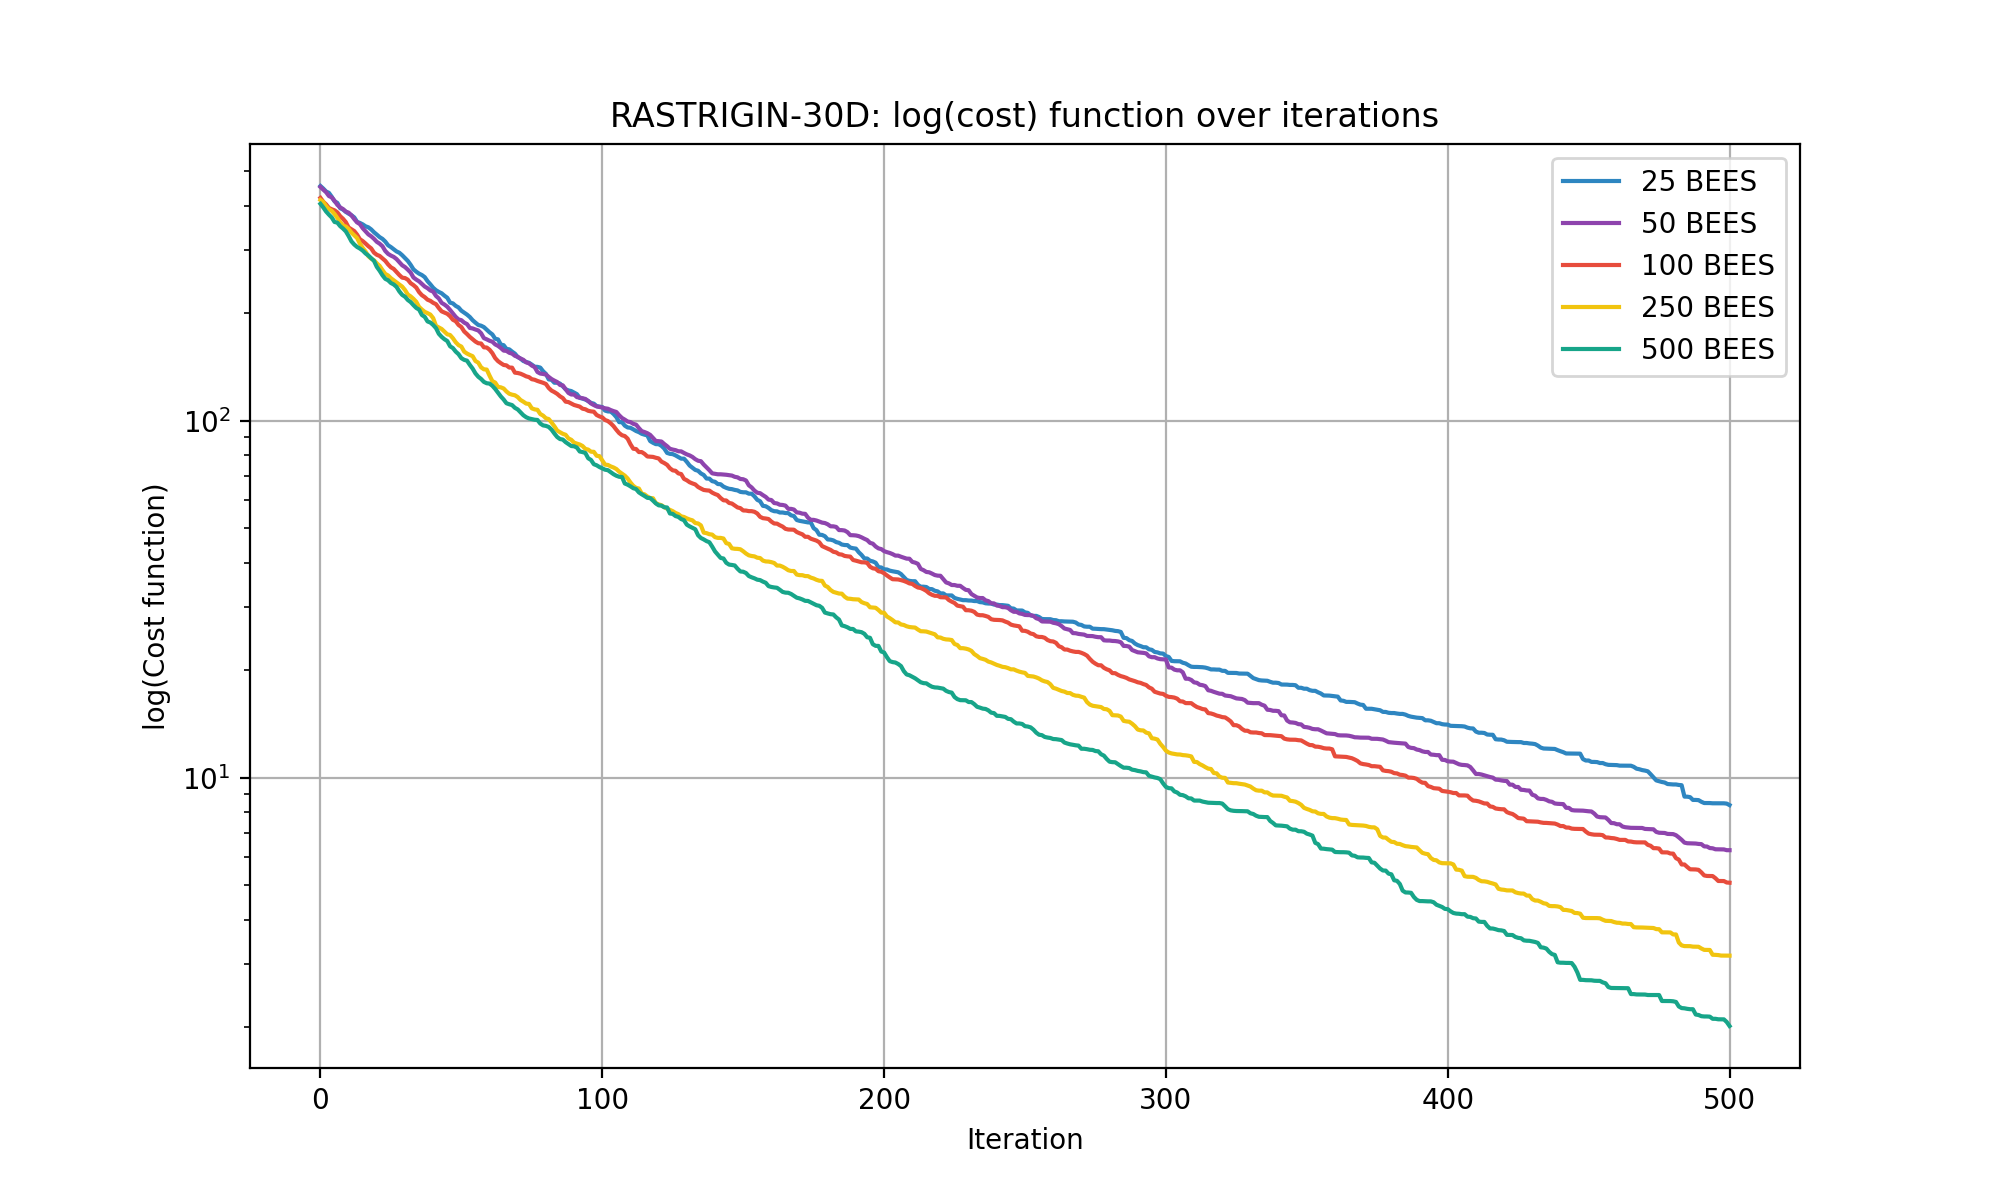 RASTRIGIN-30D: log(cost) function over iterations
25 BEES
50 BEES
100 BEES
250 BEES
500 BEES
log(Cost function)
10²
10¹
0 100 200 300 400 500
Iteration